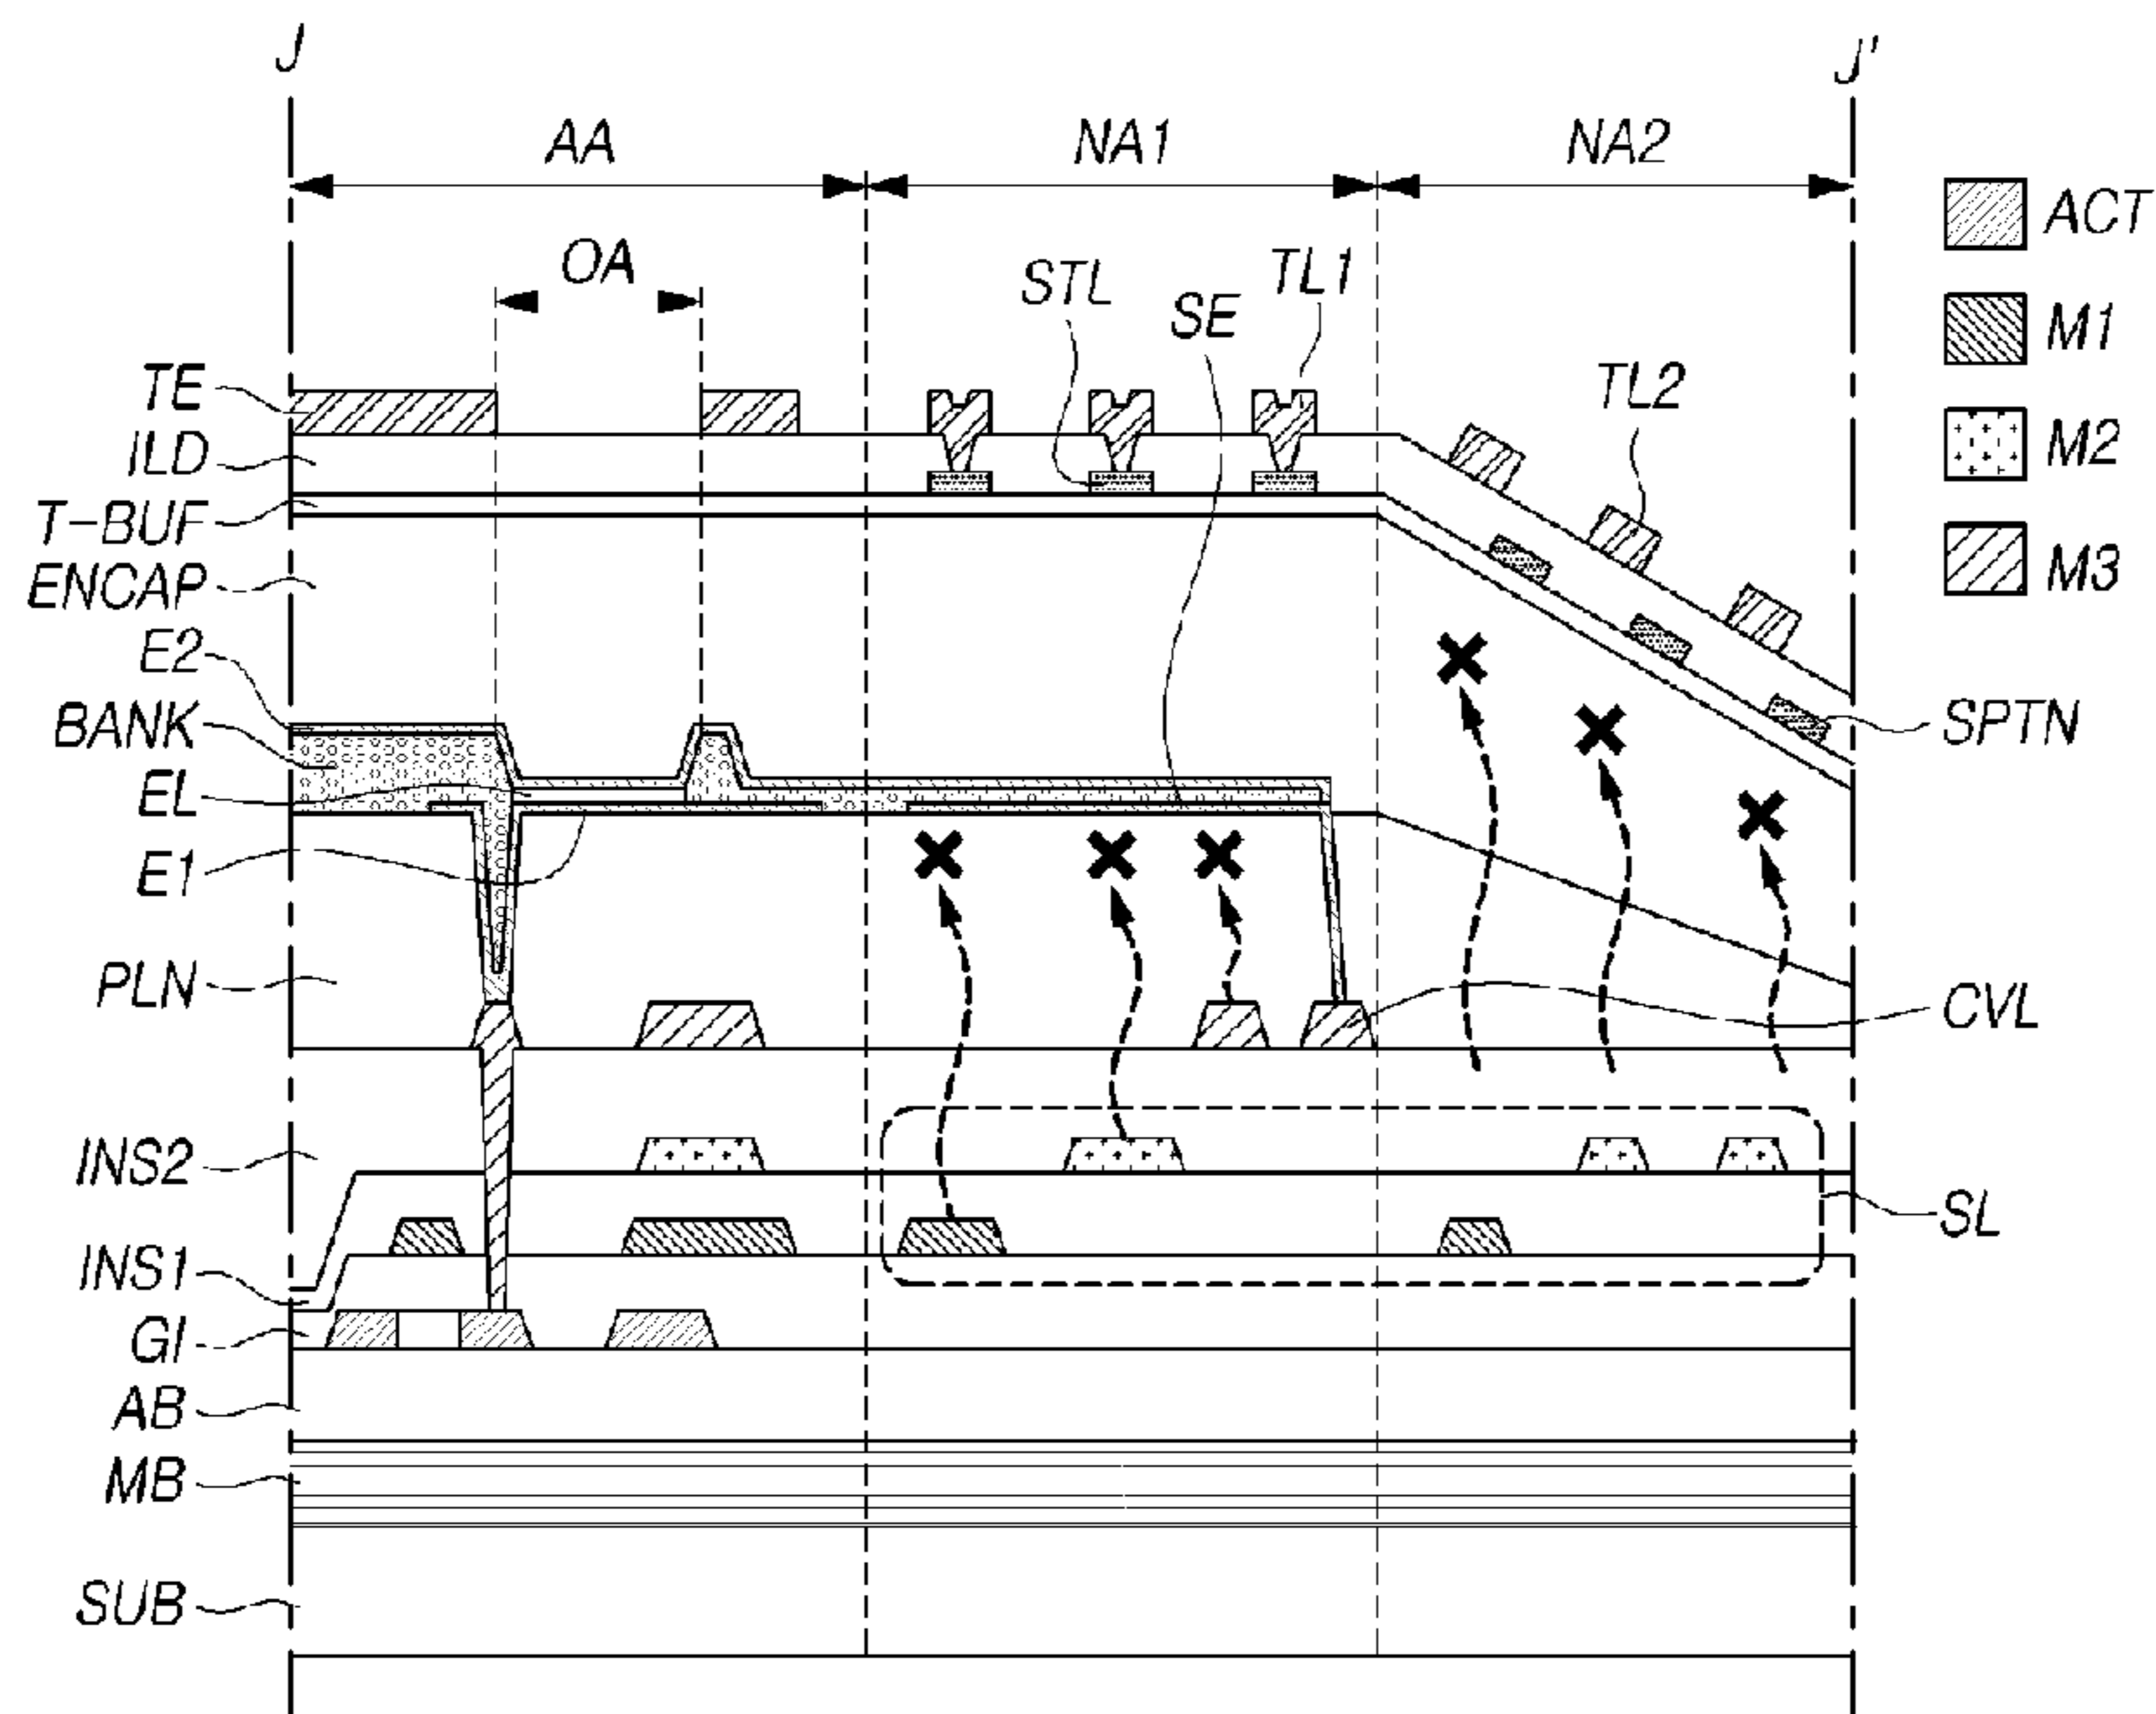 J
J'
AA
NA1
NA2
ACT
OA
STL
TL1
SE
M1
TE
TL2
ILD
M2
T-BUF
M3
ENCAP
E2
BANK
SPTN
EL
E1
PLN
CVL
INS2
SL
INS1
GI
AB
MB
SUB